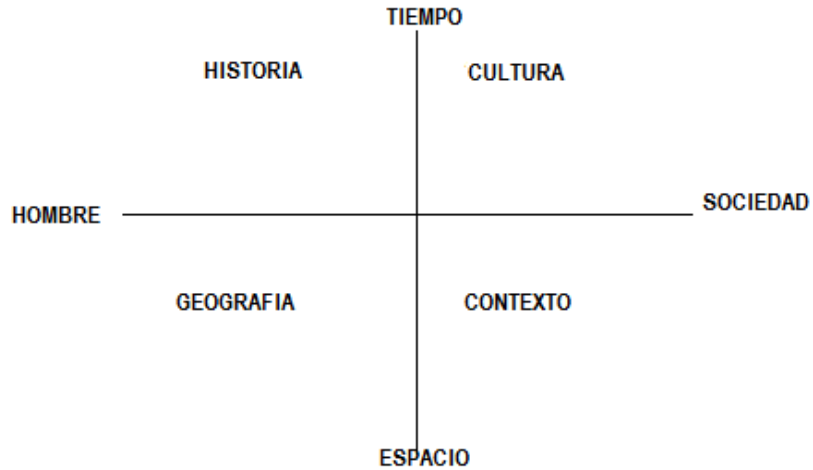 TIEMPO
HISTORIA
CULTURA
HOMBRE
SOCIEDAD
GEOGRAFIA
CONTEXTO
ESPACIO